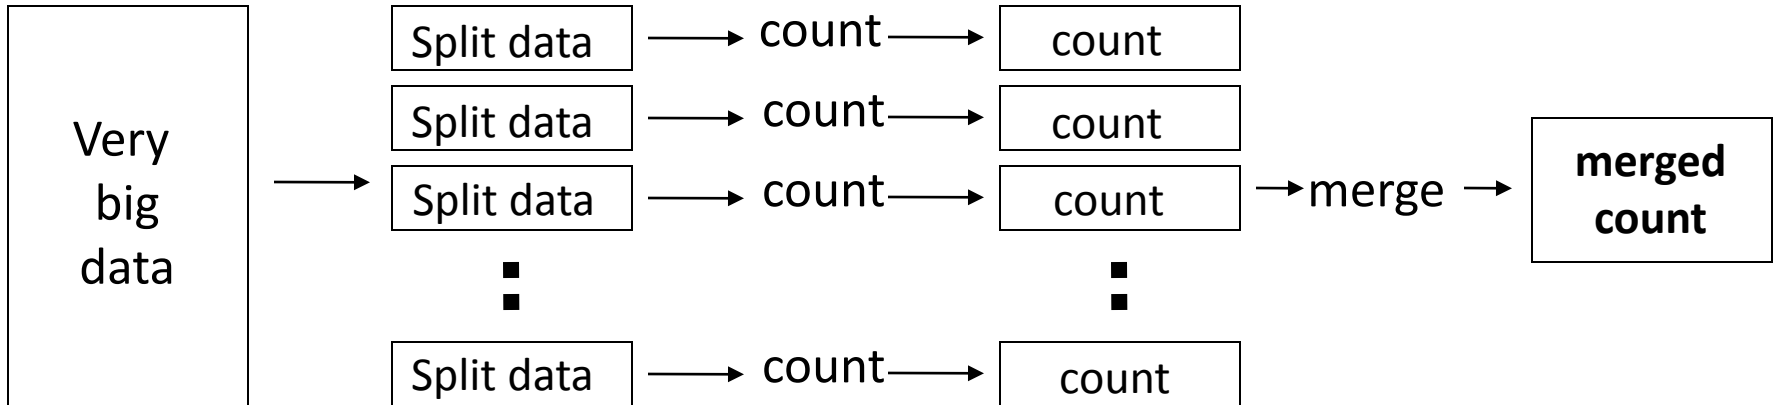 Very
big
data
Split data
count
count
Split data
count
count
Split data
count
count
Split data
count
count
merge
merged
count